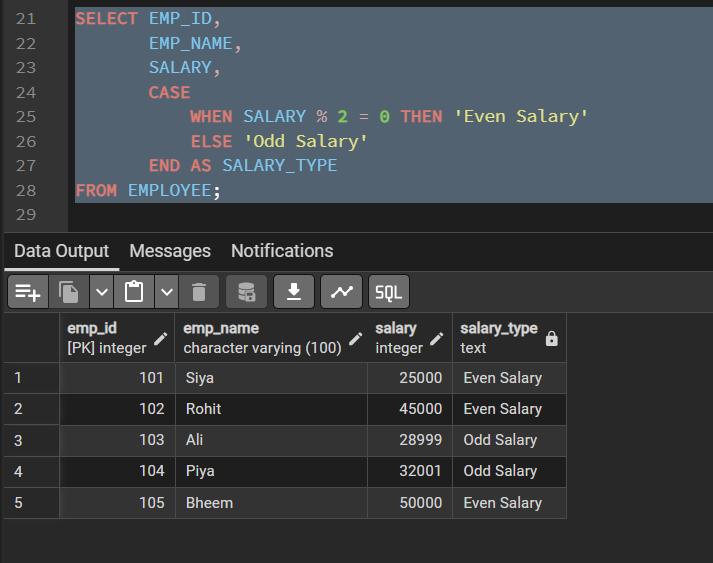 21 SELECT EMP_ID,
22 EMP_NAME,
23 SALARY,
24 CASE
25 WHEN SALARY % 2 = 0 THEN 'Even Salary'
26 ELSE 'Odd Salary'
27 END AS SALARY_TYPE
28 FROM EMPLOYEE;
29
Data Output Messages Notifications
SQL
emp_id emp_name salary salary_type
[PK] integer character varying (100) integer text
1 101 Siya 25000 Even Salary
2 102 Rohit 45000 Even Salary
3 103 Ali 28999 Odd Salary
4 104 Piya 32001 Odd Salary
5 105 Bheem 50000 Even Salary